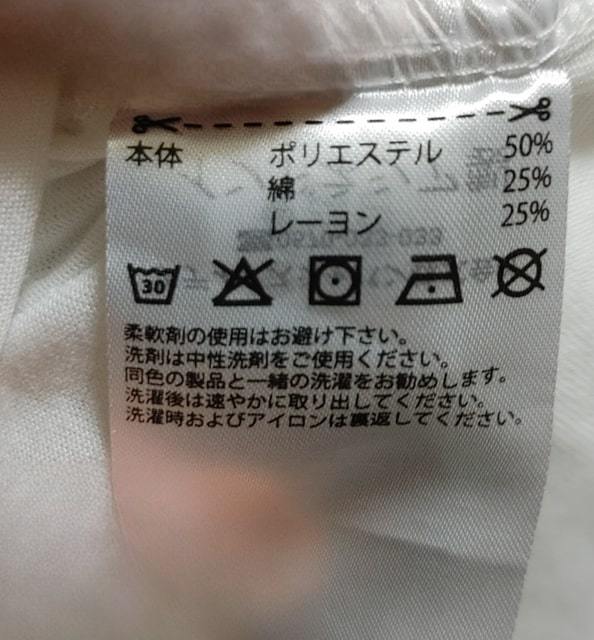 本体 ポリエステル 50%
綿 25%
レーヨン 25%
30
柔軟剤の使用はお避け下さい。
洗剤は中性洗剤をご使用ください。
同色の製品と一緒の洗濯をお勧めします。
洗濯後は速やかに取り出してください。
洗濯時およびアイロンは裏返してください。